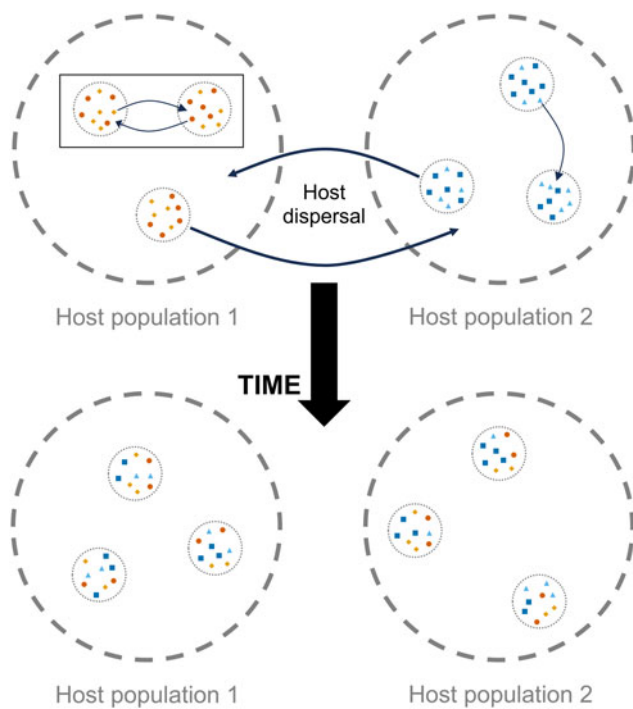 Host
dispersal
Host population 1
Host population 2
TIME
Host population 1
Host population 2